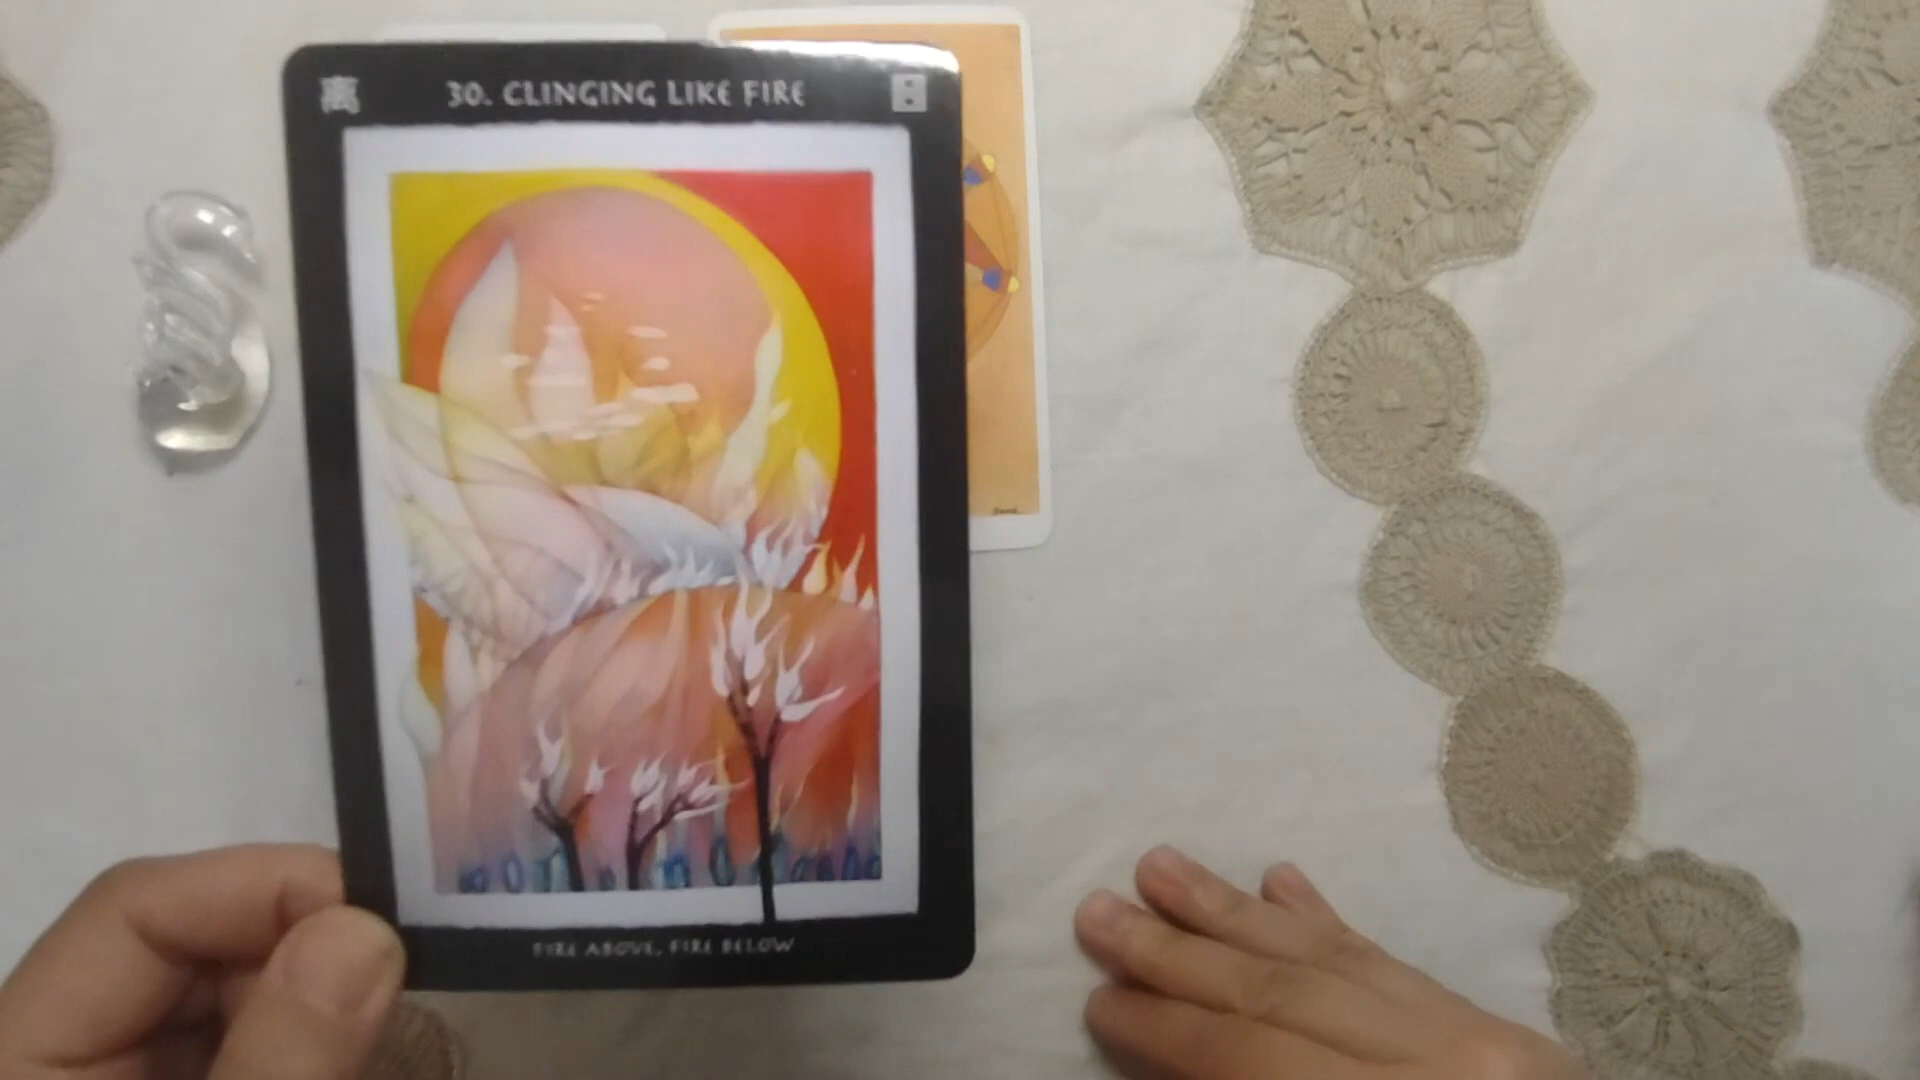 離
30. CLINGING LIKE FIRE
FIRE ABOVE, FIRE BELOW